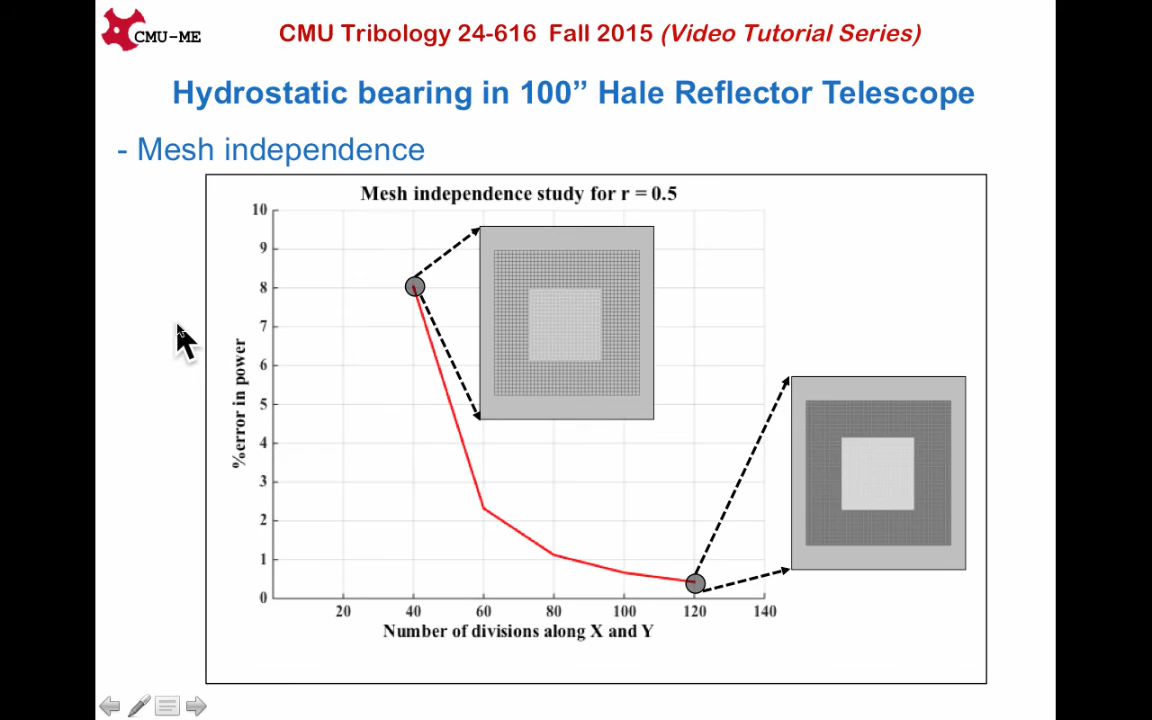 CMU-ME
CMU Tribology 24-616 Fall 2015 (Video Tutorial Series)
Hydrostatic bearing in 100” Hale Reflector Telescope
- Mesh independence
Mesh independence study for r = 0.5
10
9
8
7
6
5
4
3
2
1
0
%error in power
20 40 60 80 100 120 140
Number of divisions along X and Y